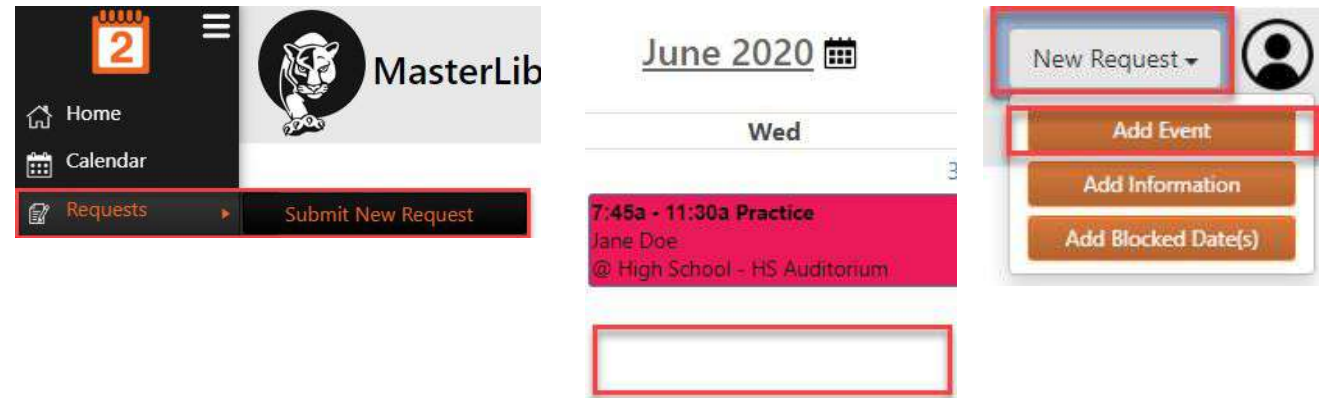 2
Home
Calendar
Requests
Submit New Request
MasterLib
June 2020
Wed
3
7:45a - 11:30a Practice
Jane Doe
@ High School - HS Auditorium
New Request
Add Event
Add Information
Add Blocked Date(s)